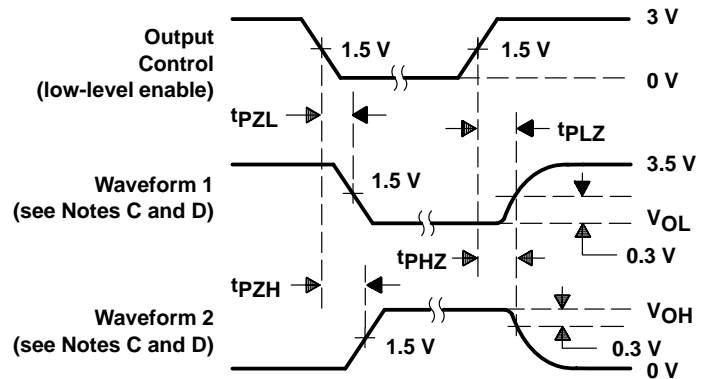 3 V
Output
Control
(low-level enable)
1.5 V
1.5 V
0 V
tPZL
tPLZ
3.5 V
Waveform 1
(see Notes C and D)
1.5 V
VOL
0.3 V
tPHZ
tPZH
VOH
Waveform 2
(see Notes C and D)
1.5 V
0.3 V
0 V